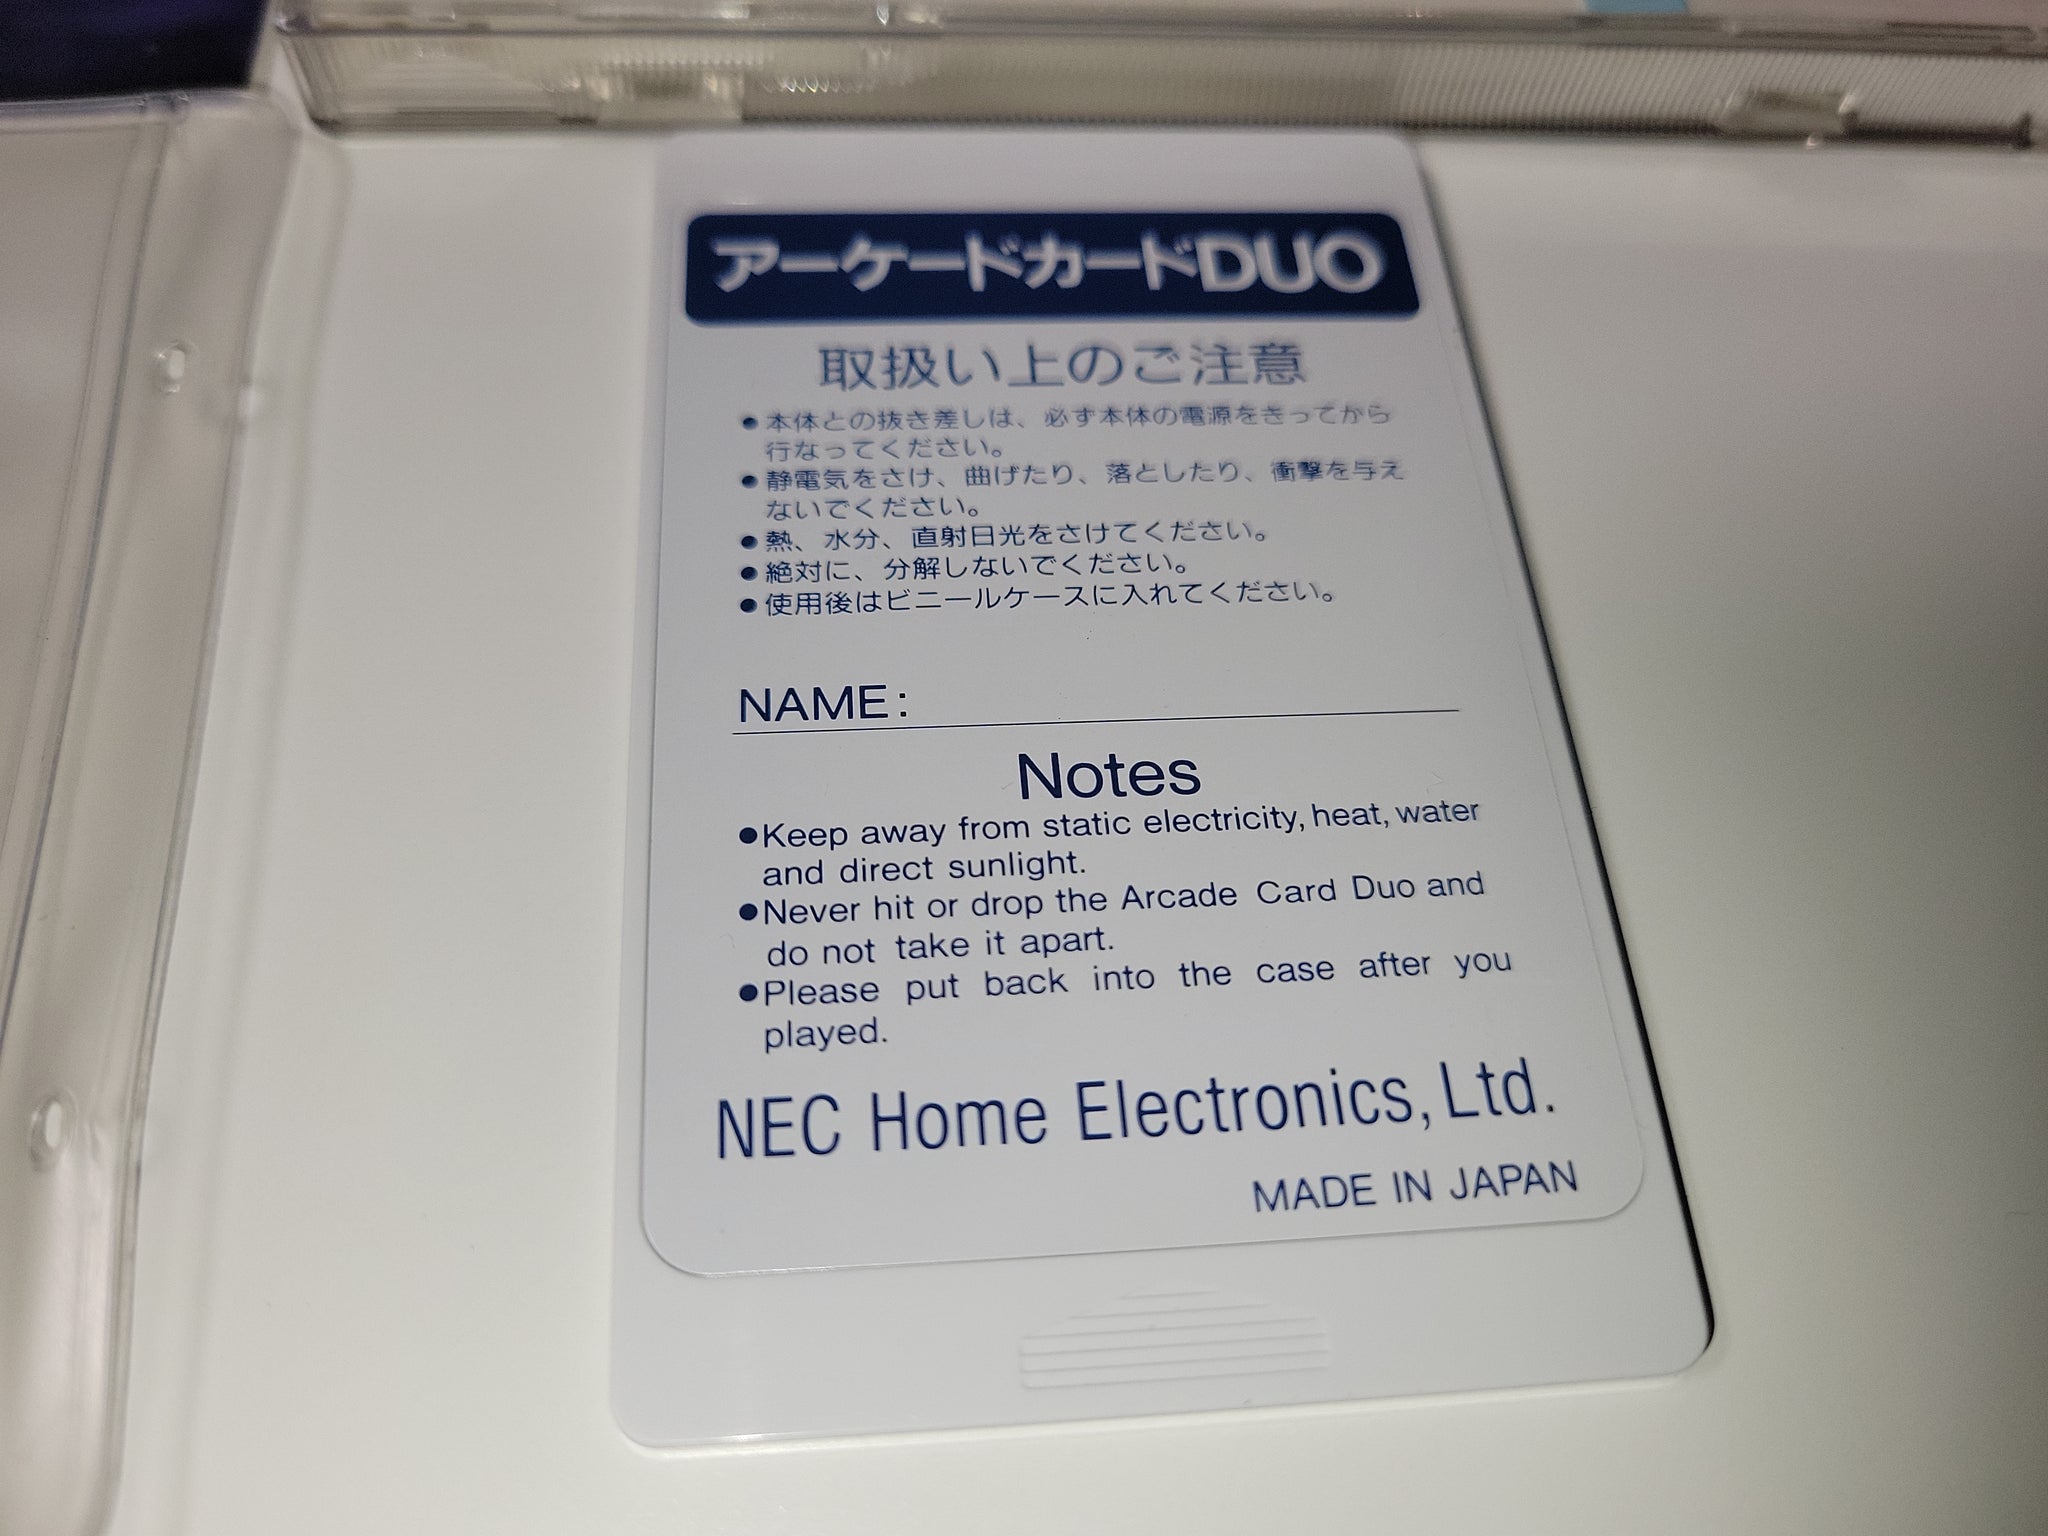 アーケードカードDUO
取扱い上のご注意
●本体との抜き差しは、必ず本体の電源をきってから
行なってください。
●静電気をさけ、曲げたり、落としたり、衝撃を与え
ないでください。
●熱、水分、直射日光をさけてください。
●絶対に、分解しないでください。
●使用後はビニールケースに入れてください。
NAME:
Notes
●Keep away from static electricity, heat, water
and direct sunlight.
●Never hit or drop the Arcade Card Duo and
do not take it apart.
●Please put back into the case after you
played.
NEC Home Electronics, Ltd.
MADE IN JAPAN